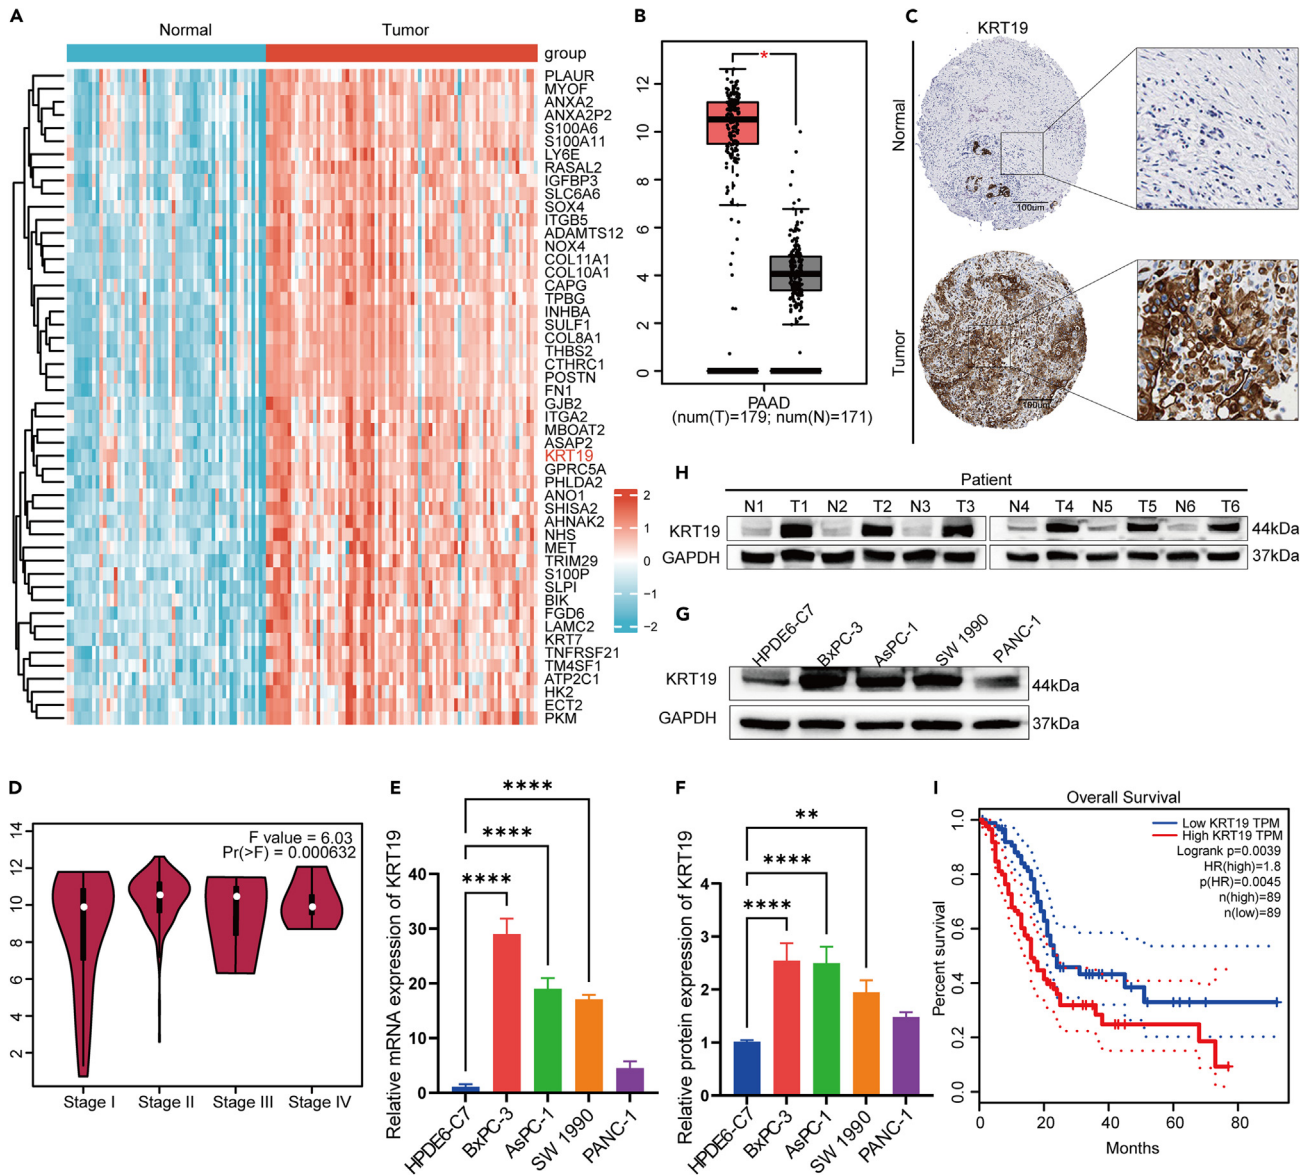 A
Normal
Tumor
group
PLAUR
MYOF
ANXA2
ANXA2P2
S100A6
S100A11
LY6E
RASAL2
IGFBP3
SLC6A6
SOX4
ITGB5
ADAMTS12
NOX4
COL11A1
COL10A1
CAPG
TPBG
INHBA
SULF1
COL8A1
THBS2
CTHRC1
POSTN
FN1
GJB2
ITGA2
MBOAT2
ASAP2
KRT19
GPRC5A
PHLDA2
ANO1
SHISA2
AHNAK2
NHS
MET
TRIM29
S100P
SLPI
BIK
FGD6
LAMC2
KRT7
TNFRSF21
TM4SF1
ATP2C1
HK2
ECT2
PKM
2
1
0
−1
−2
B
*
12
10
8
6
4
2
0
PAAD
(num(T)=179; num(N)=171)
C
KRT19
Normal
100um
Tumor
100um
H
Patient
N1 T1 N2 T2 N3 T3 N4 T4 N5 T5 N6 T6
KRT19 44kDa
GAPDH 37kDa
G
HPDE6-C7
BxPC-3
AsPC-1
SW 1990
PANC-1
KRT19 44kDa
GAPDH 37kDa
D
F value = 6.03
Pr(>F) = 0.000632
14
12
10
8
6
4
2
Stage I Stage II Stage III Stage IV
E
Relative mRNA expression of KRT19
****
****
****
40
30
20
10
0
HPDE6-C7
BxPC-3
AsPC-1
SW 1990
PANC-1
F
Relative protein expression of KRT19
**
****
****
4
3
2
1
0
HPDE6-C7
BxPC-3
AsPC-1
SW 1990
PANC-1
I
Overall Survival
Low KRT19 TPM
High KRT19 TPM
Logrank p=0.0039
HR(high)=1.8
p(HR)=0.0045
n(high)=89
n(low)=89
Percent survival
1.0
0.8
0.6
0.4
0.2
0.0
0 20 40 60 80
Months